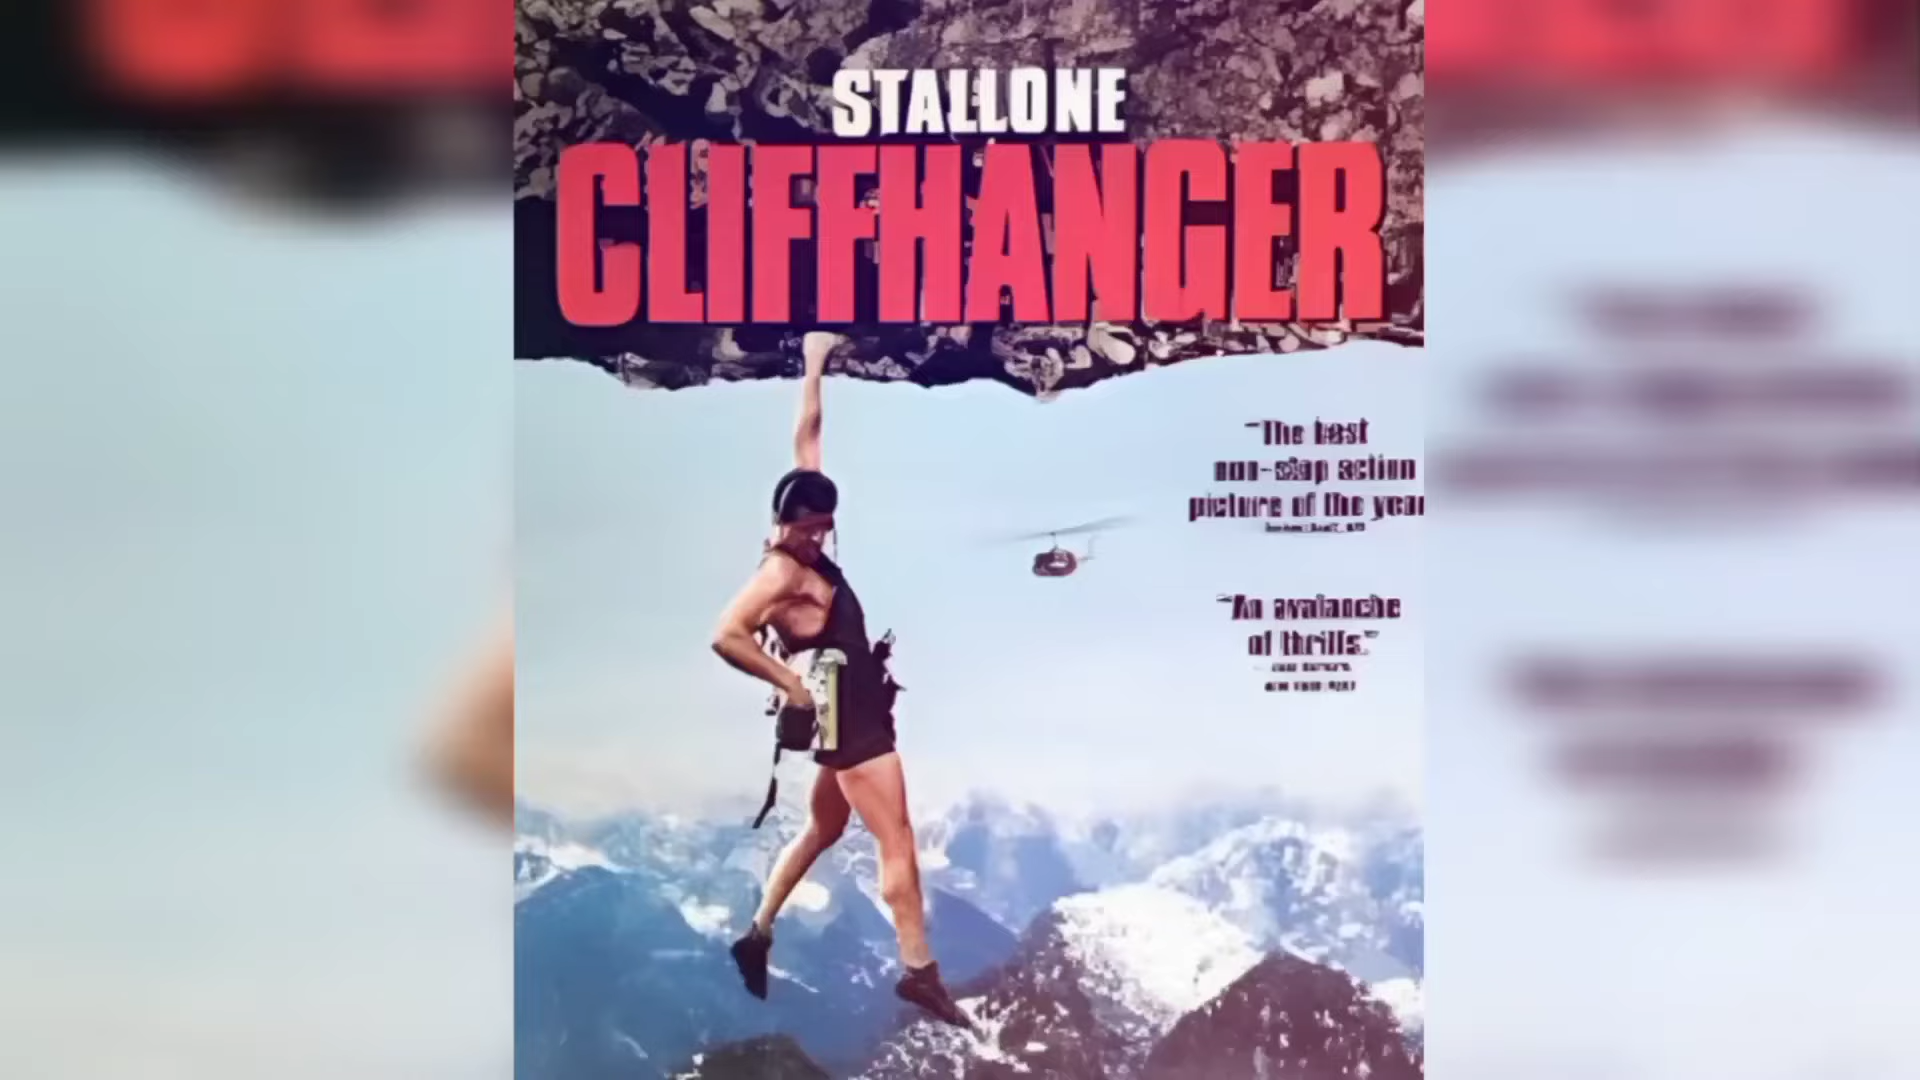 STALLONE
CLIFFHANGER
"The best
non-stop action
picture of the year
"An avalanche
of thrills."